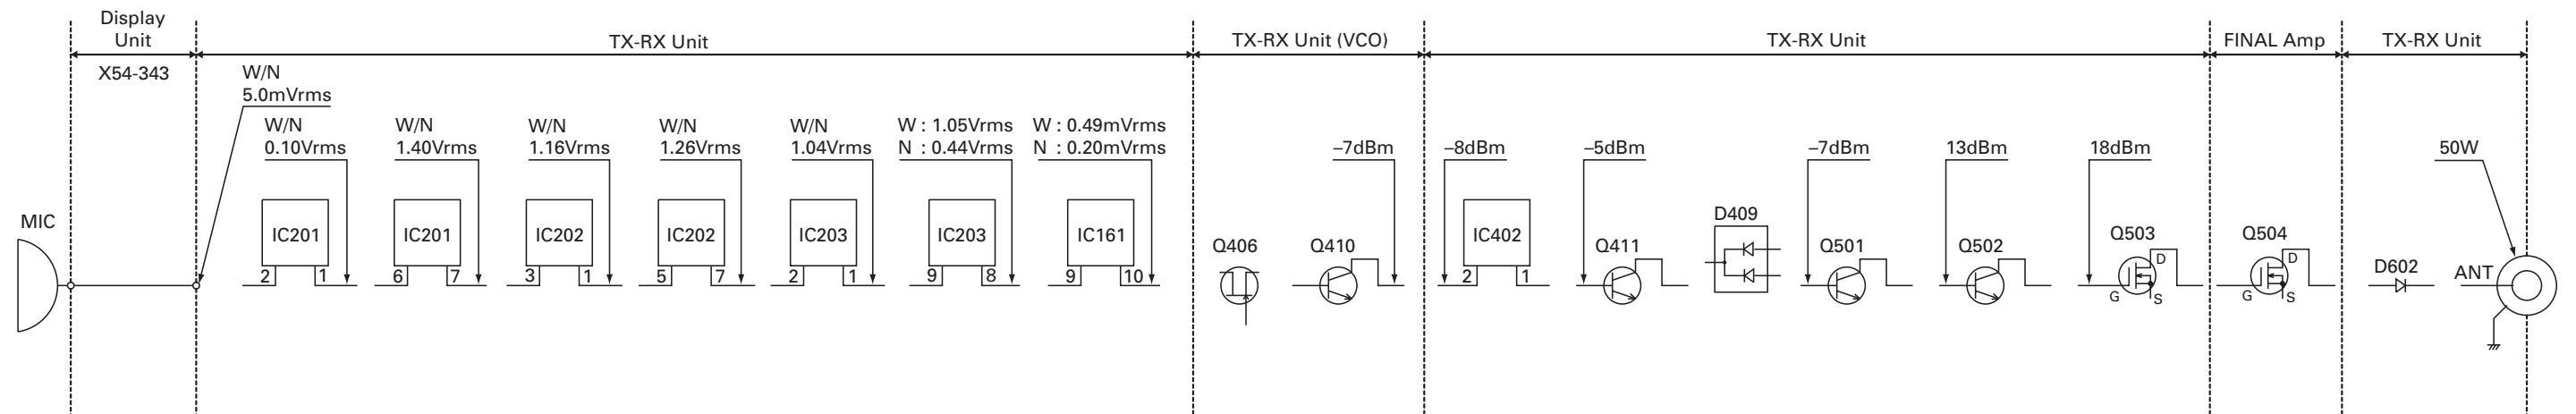 Display
Unit
TX-RX Unit
TX-RX Unit (VCO)
TX-RX Unit
FINAL Amp
TX-RX Unit
X54-343
W/N
5.0mVrms
W/N
0.10Vrms
W/N
1.40Vrms
W/N
1.16Vrms
W/N
1.26Vrms
W/N
1.04Vrms
W : 1.05Vrms
N : 0.44Vrms
W : 0.49mVrms
N : 0.20mVrms
–7dBm
–8dBm
–5dBm
–7dBm
13dBm
18dBm
50W
MIC
IC201
2 1
IC201
6 7
IC202
3 1
IC202
5 7
IC203
2 1
IC203
9 8
IC161
9 10
Q406
Q410
IC402
2 1
Q411
D409
Q501
Q502
Q503
D
G
S
Q504
D
G
S
D602
ANT